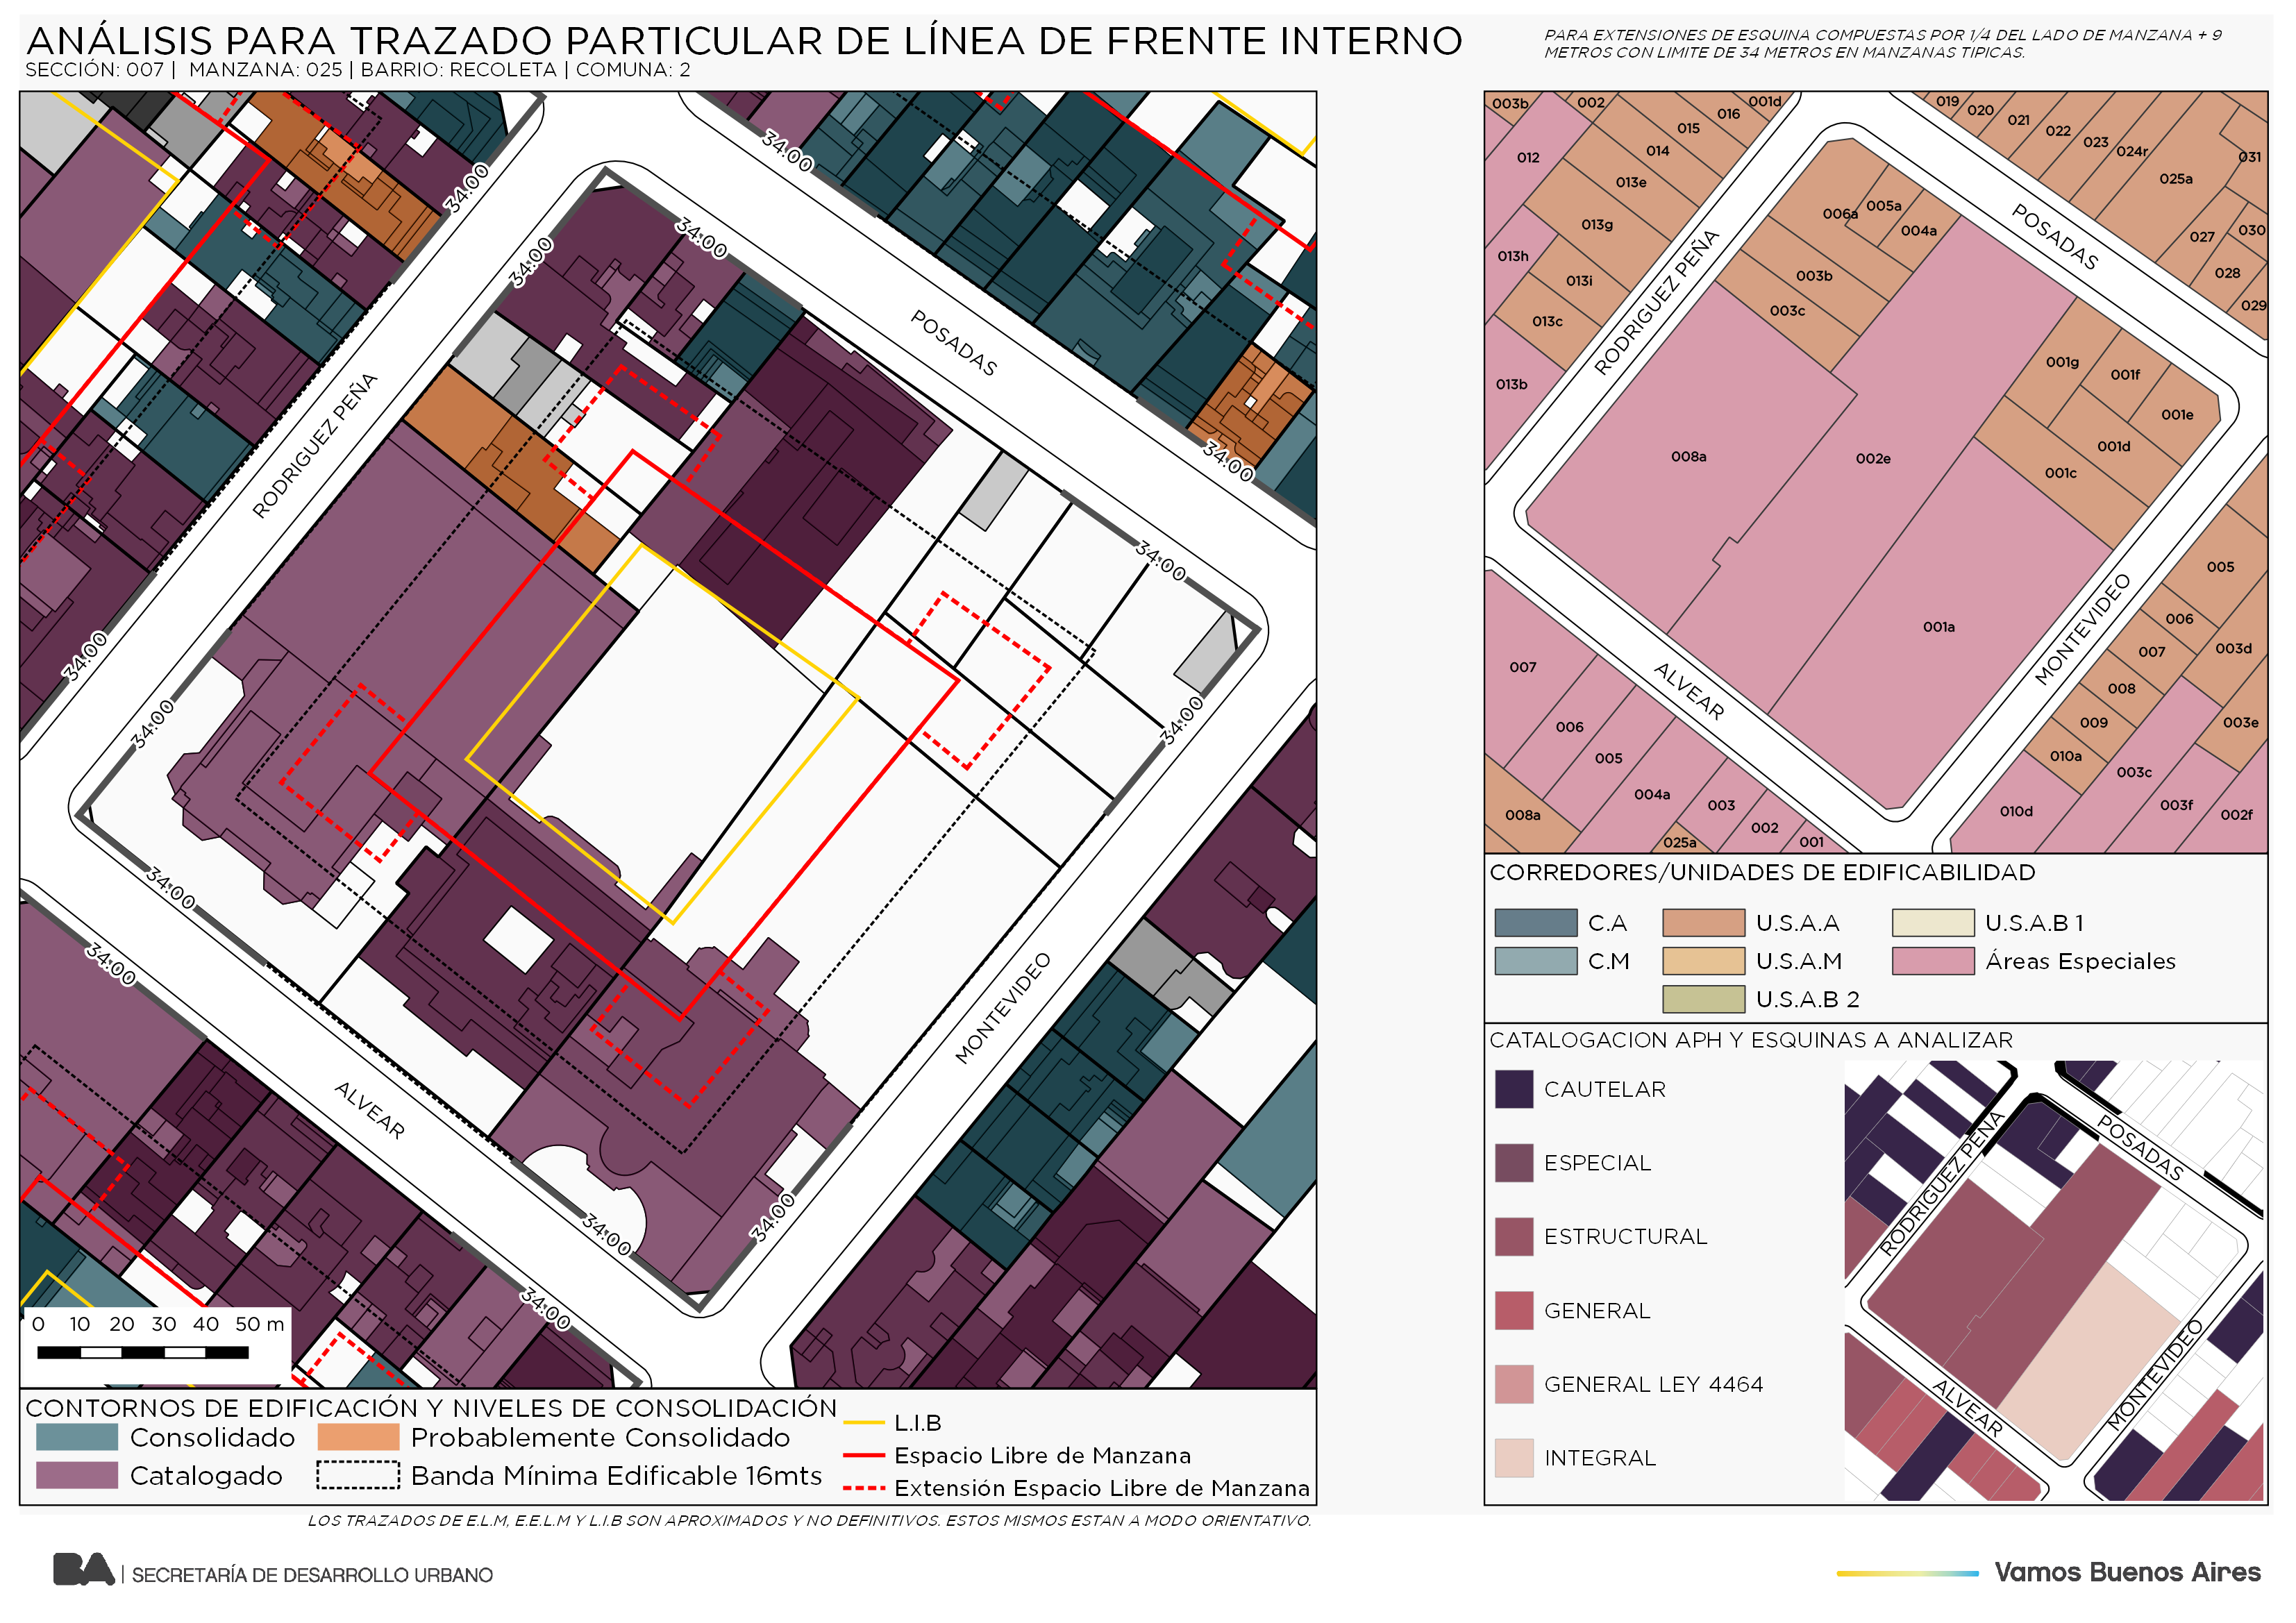 ANÁLISIS PARA TRAZADO PARTICULAR DE LÍNEA DE FRENTE INTERNO
SECCIÓN: 007 | MANZANA: 025 | BARRIO: RECOLETA | COMUNA: 2
PARA EXTENSIONES DE ESQUINA COMPUESTAS POR 1/4 DEL LADO DE MANZANA + 9
METROS CON LIMITE DE 34 METROS EN MANZANAS TIPICAS.
34.00
34.00
34.00
34.00
POSADAS
RODRIGUEZ PEÑA
34.00
34.00
34.00
34.00
34.00
34.00
34.00
MONTEVIDEO
ALVEAR
34.00
34.00
34.00
0 10 20 30 40 50 m
CONTORNOS DE EDIFICACIÓN Y NIVELES DE CONSOLIDACIÓN
Consolidado
Probablemente Consolidado
Catalogado
Banda Mínima Edificable 16mts
L.I.B
Espacio Libre de Manzana
Extensión Espacio Libre de Manzana
LOS TRAZADOS DE E.L.M, E.E.L.M Y L.I.B SON APROXIMADOS Y NO DEFINITIVOS. ESTOS MISMOS ESTAN A MODO ORIENTATIVO.
003b
002
015
016
001d
019
020
021
022
023
024r
031
012
014
013e
025a
013g
006a
005a
004a
POSADAS
027
030
013h
013i
003b
028
013c
003c
029
RODRIGUEZ PEÑA
013b
001g
001f
001e
008a
002e
001d
001c
005
001a
006
007
003d
MONTEVIDEO
007
ALVEAR
008
009
003e
006
005
010a
004a
003
003c
008a
002
010d
003f
002f
025a
001
CORREDORES/UNIDADES DE EDIFICABILIDAD
C.A
U.S.A.A
U.S.A.B 1
C.M
U.S.A.M
Áreas Especiales
U.S.A.B 2
CATALOGACION APH Y ESQUINAS A ANALIZAR
CAUTELAR
ESPECIAL
ESTRUCTURAL
GENERAL
GENERAL LEY 4464
INTEGRAL
POSADAS
RODRIGUEZ PENA
ALVEAR
MONTEVIDEO
BA | SECRETARÍA DE DESARROLLO URBANO
Vamos Buenos Aires